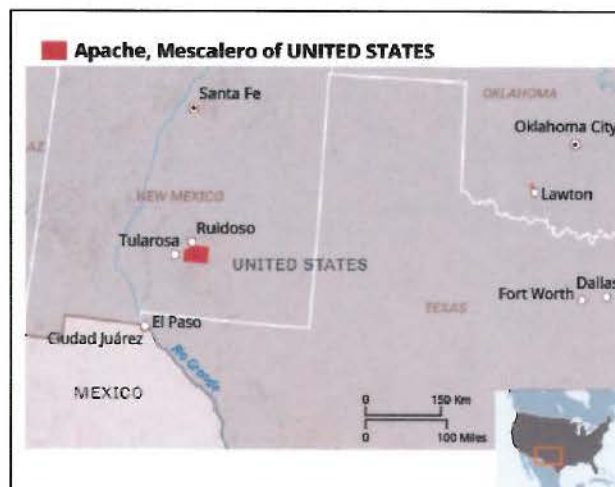 Apache, Mescalero of UNITED STATES
Santa Fe
OKLAHOMA
Oklahoma City
AZ
NEW MEXICO
Lawton
Ruidoso
Tularosa
UNITED STATES
Dallas
Fort Worth
TEXAS
El Paso
Ciudad Juárez
Rio Grande
MEXICO
0 150 Km
0 100 Miles